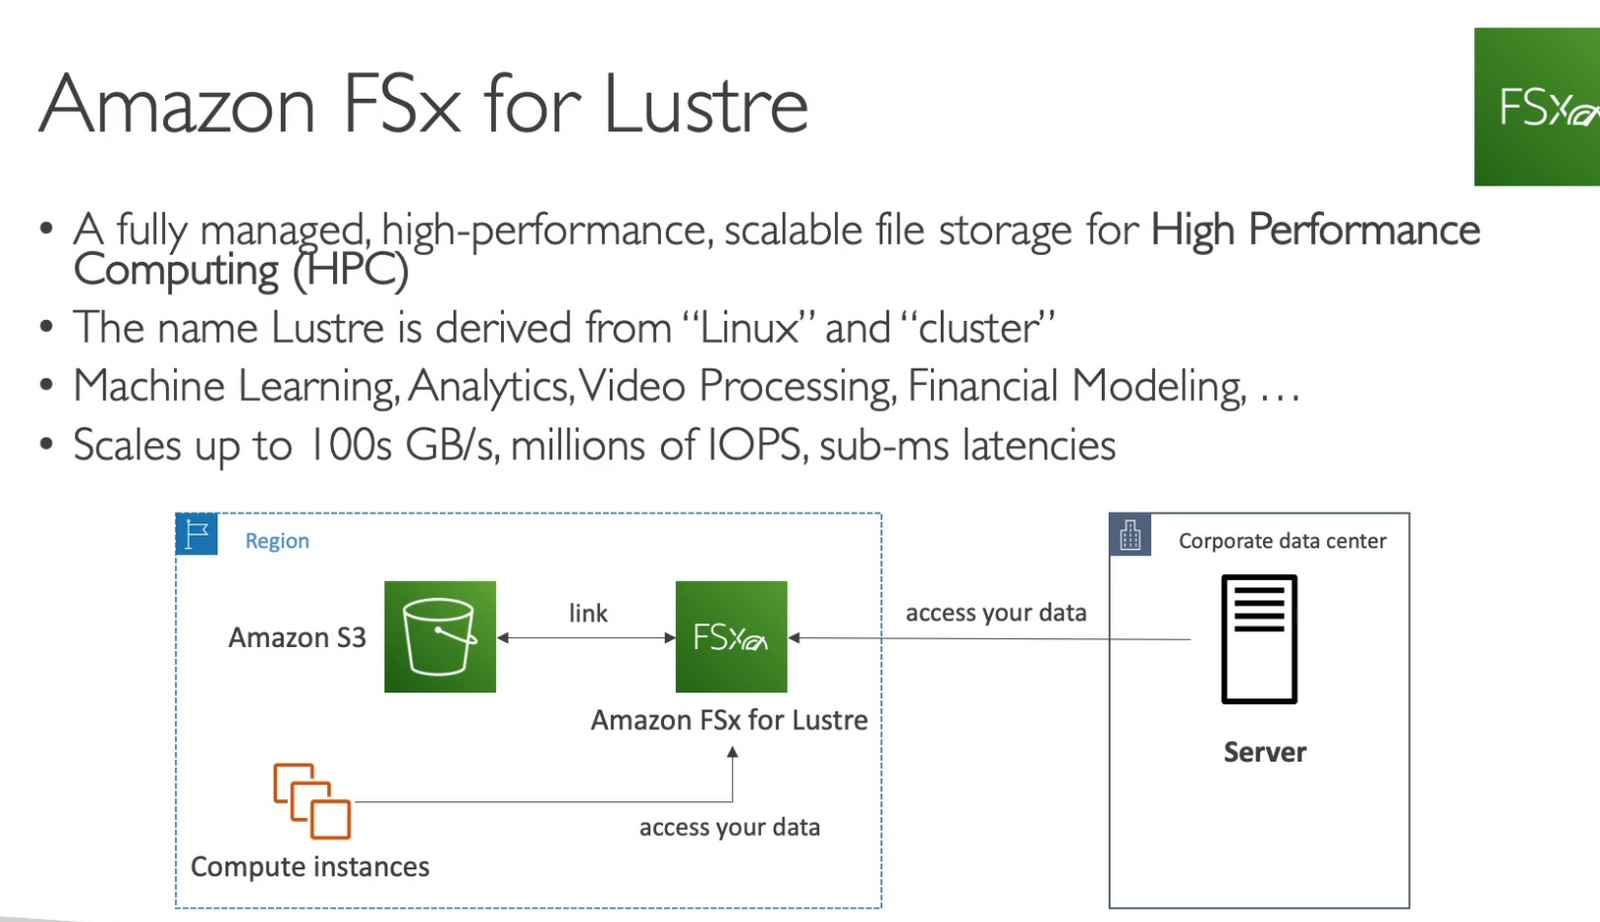 Amazon FSx for Lustre
FSx
• A fully managed, high-performance, scalable file storage for High Performance
Computing (HPC)
• The name Lustre is derived from “Linux” and “cluster”
• Machine Learning, Analytics, Video Processing, Financial Modeling, …
• Scales up to 100s GB/s, millions of IOPS, sub-ms latencies
Region
Corporate data center
Amazon S3
link
FSx
access your data
Amazon FSx for Lustre
Server
access your data
Compute instances